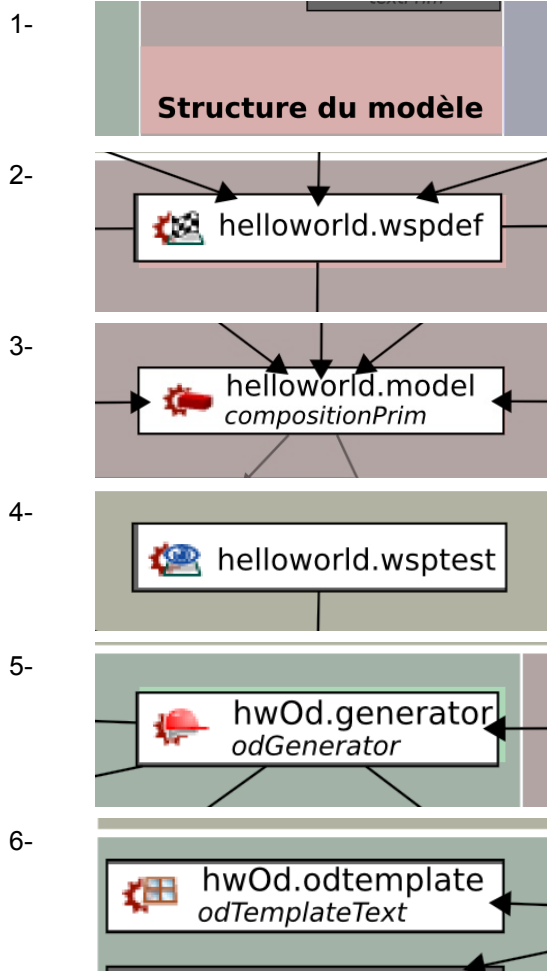 1-
Structure du modèle
2-
helloworld.wspdef
3-
helloworld.model
compositionPrim
4-
helloworld.wsptest
5-
hwOd.generator
odGenerator
6-
hwOd.odtemplate
odTemplateText